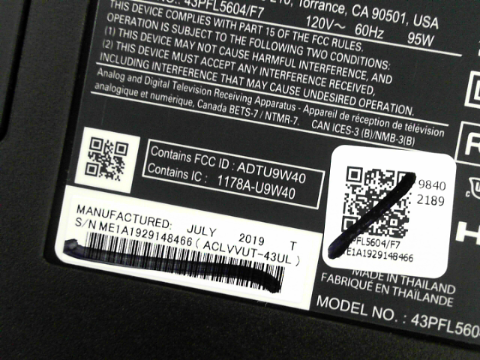 43PFL5604/F7
Torrance, CA 90501, USA
120V~ 60Hz 95W
THIS DEVICE COMPLIES WITH PART 15 OF THE FCC RULES.
OPERATION IS SUBJECT TO THE FOLLOWING TWO CONDITIONS:
(1) THIS DEVICE MAY NOT CAUSE HARMFUL INTERFERENCE, AND
(2) THIS DEVICE MUST ACCEPT ANY INTERFERENCE RECEIVED,
INCLUDING INTERFERENCE THAT MAY CAUSE UNDESIRED OPERATION.
Analog and Digital Television Receiving Apparatus - Appareil de réception de télévision
analogique et numérique, Canada BETS-7 / NTMR-7. CAN ICES-3 (B)/NMB-3(B)
Contains FCC ID : ADTU9W40
Contains IC : 1178A-U9W40
9840
2189
PFL5604/F7
E1A1929148466
MANUFACTURED: JULY 2019 T
S/N ME1A1929148466 ( ACLVVUT-43UL )
MADE IN THAILAND
FABRIQUÉ EN THAÏLANDE
MODEL NO. : 43PFL560